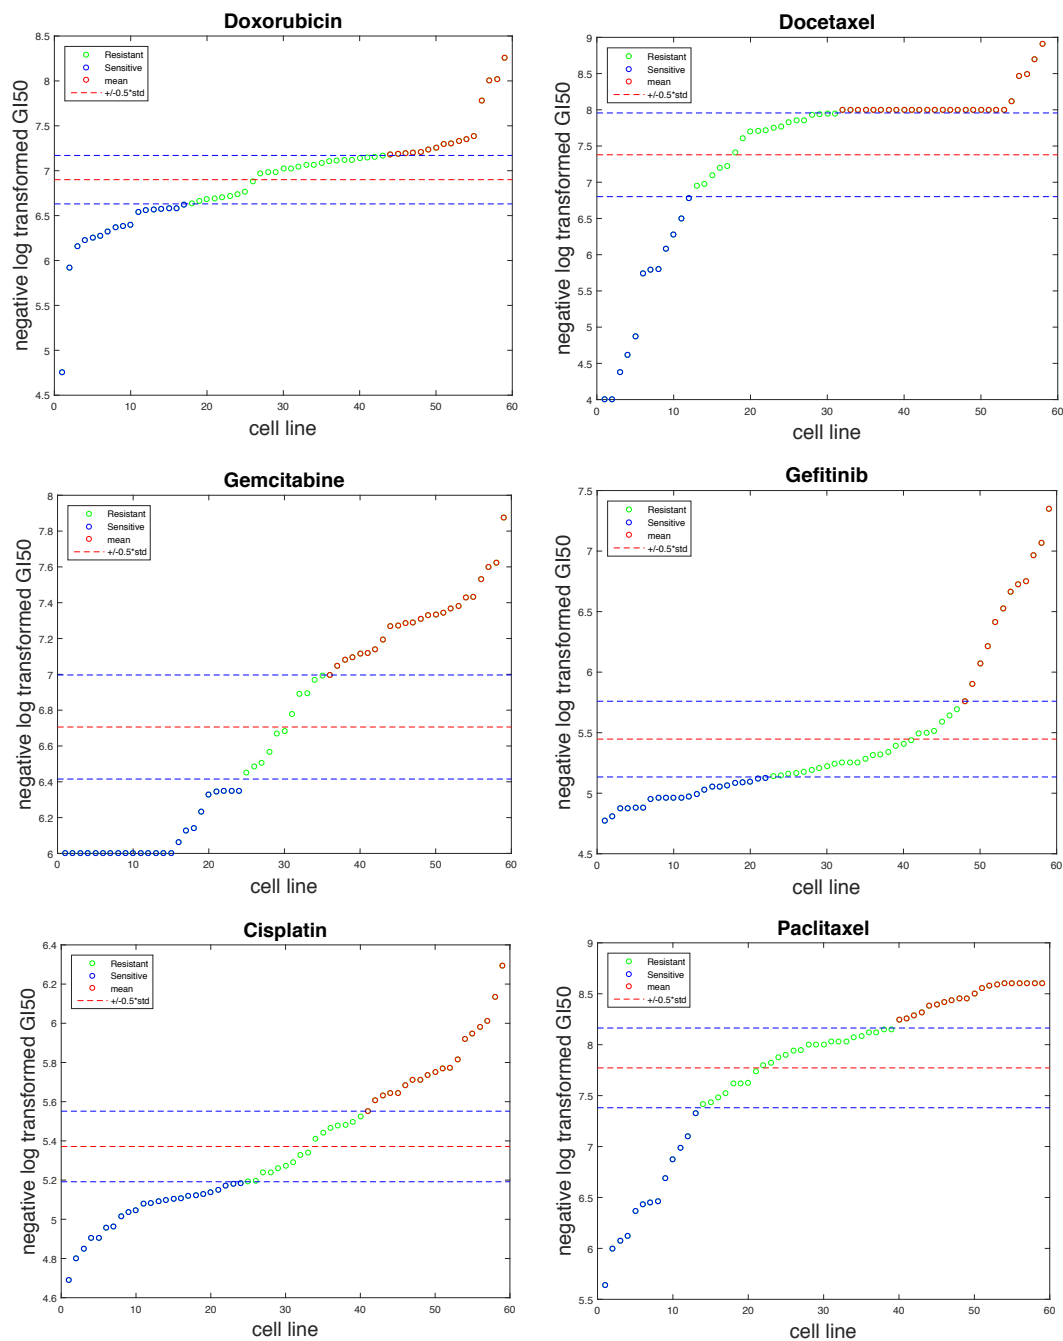 Doxorubicin
negative log transformed GI50
8.5
8
7.5
7
6.5
6
5.5
5
4.5
Resistant
Sensitive
mean
+/-0.5*std
0 10 20 30 40 50 60
cell line
Docetaxel
negative log transformed GI50
9
8.5
8
7.5
7
6.5
6
5.5
5
4.5
4
Resistant
Sensitive
mean
+/-0.5*std
0 10 20 30 40 50 60
cell line
Gemcitabine
negative log transformed GI50
8
7.8
7.6
7.4
7.2
7
6.8
6.6
6.4
6.2
6
Resistant
Sensitive
mean
+/-0.5*std
0 10 20 30 40 50 60
cell line
Gefitinib
negative log transformed GI50
7.5
7
6.5
6
5.5
5
4.5
Resistant
Sensitive
mean
+/-0.5*std
0 10 20 30 40 50 60
cell line
Cisplatin
negative log transformed GI50
6.4
6.2
6
5.8
5.6
5.4
5.2
5
4.8
4.6
Resistant
Sensitive
mean
+/-0.5*std
0 10 20 30 40 50 60
cell line
Paclitaxel
negative log transformed GI50
9
8.5
8
7.5
7
6.5
6
5.5
Resistant
Sensitive
mean
+/-0.5*std
0 10 20 30 40 50 60
cell line